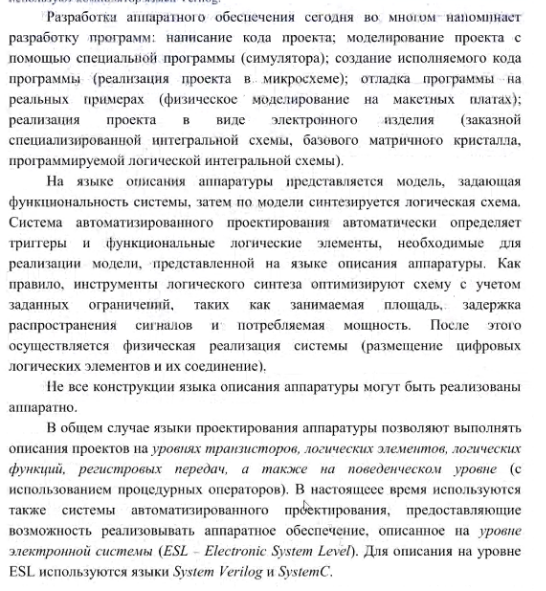 Разработка аппаратного обеспечения сегодня во многом напоминает
разработку программ: написание кода проекта; моделирование проекта с
помощью специальной программы (симулятора); создание исполняемого кода
программы (реализация проекта в микросхеме); отладка программы на
реальных примерах (физическое моделирование на макетных платах);
реализация проекта в виде электронного изделия (заказной
специализированной интегральной схемы, базового матричного кристалла,
программируемой логической интегральной схемы).
На языке описания аппаратуры представляется модель, задающая
функциональность системы, затем по модели синтезируется логическая схема.
Система автоматизированного проектирования автоматически определяет
триггеры и функциональные логические элементы, необходимые для
реализации модели, представленной на языке описания аппаратуры. Как
правило, инструменты логического синтеза оптимизируют схему с учетом
заданных ограничений, таких как занимаемая площадь, задержка
распространения сигналов и потребляемая мощность. После этого
осуществляется физическая реализация системы (размещение цифровых
логических элементов и их соединение).
Не все конструкции языка описания аппаратуры могут быть реализованы
аппаратно.
В общем случае языки проектирования аппаратуры позволяют выполнять
описания проектов на уровнях транзисторов, логических элементов, логических
функций, регистровых передач, а также на поведенческом уровне (с
использованием процедурных операторов). В настоящеее время используются
также системы автоматизированного проектирования, предоставляющие
возможность реализовывать аппаратное обеспечение, описанное на уровне
электронной системы (ESL – Electronic System Level). Для описания на уровне
ESL используются языки System Verilog и SystemC.